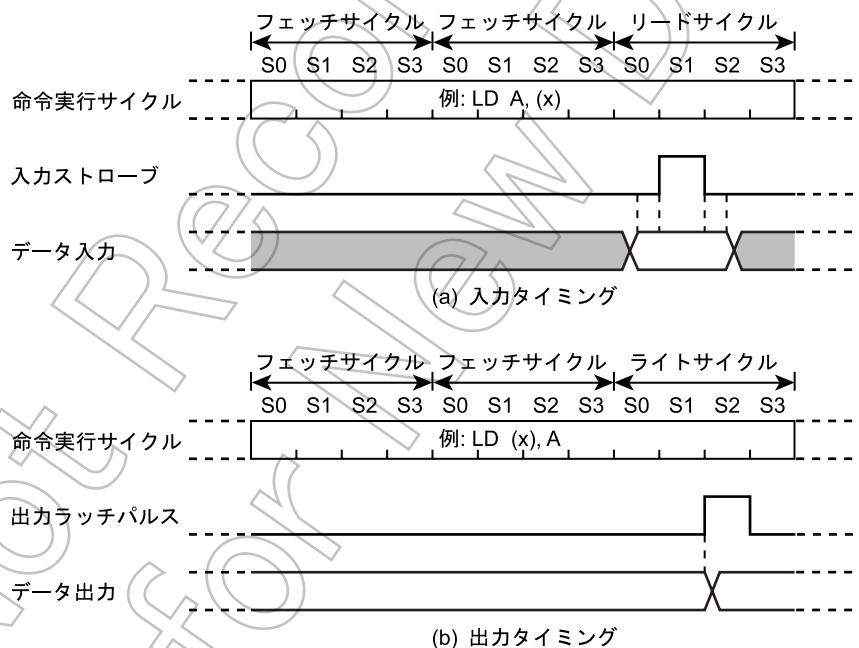 フェッチサイクル フェッチサイクル リードサイクル
S0 S1 S2 S3 S0 S1 S2 S3 S0 S1 S2 S3
命令実行サイクル 例: LD A, (x)
入力ストローブ
データ入力
(a) 入力タイミング
フェッチサイクル フェッチサイクル ライトサイクル
S0 S1 S2 S3 S0 S1 S2 S3 S0 S1 S2 S3
命令実行サイクル 例: LD (x), A
出力ラッチパルス
データ出力
(b) 出力タイミング